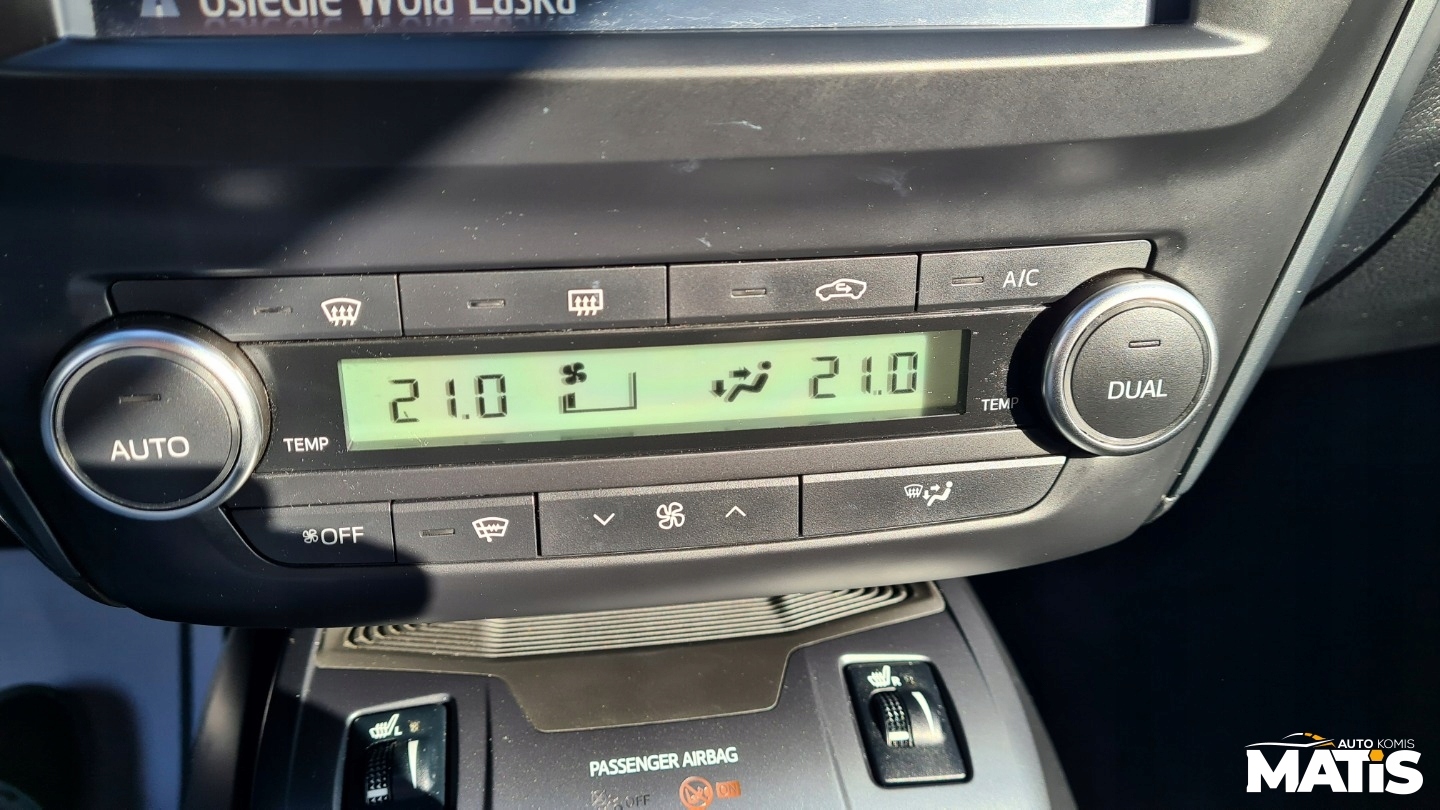 Osiedle Wola Łaska
A/C
AUTO
TEMP
21.0
21.0
TEMP
DUAL
OFF
L
R
PASSENGER AIRBAG
OFF
ON
AUTO KOMIS
MATIS